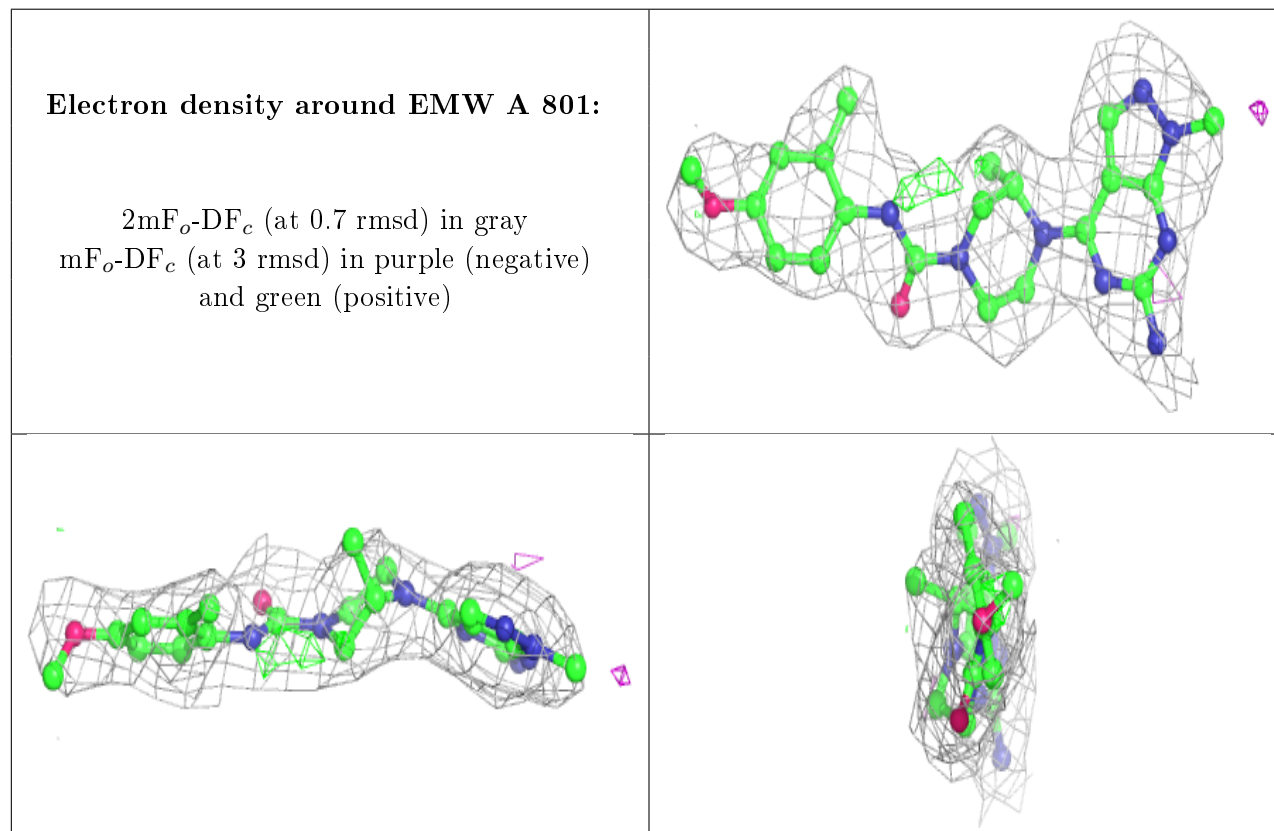 Electron density around EMW A 801:
2mFo-DFc (at 0.7 rmsd) in gray
mFo-DFc (at 3 rmsd) in purple (negative)
and green (positive)